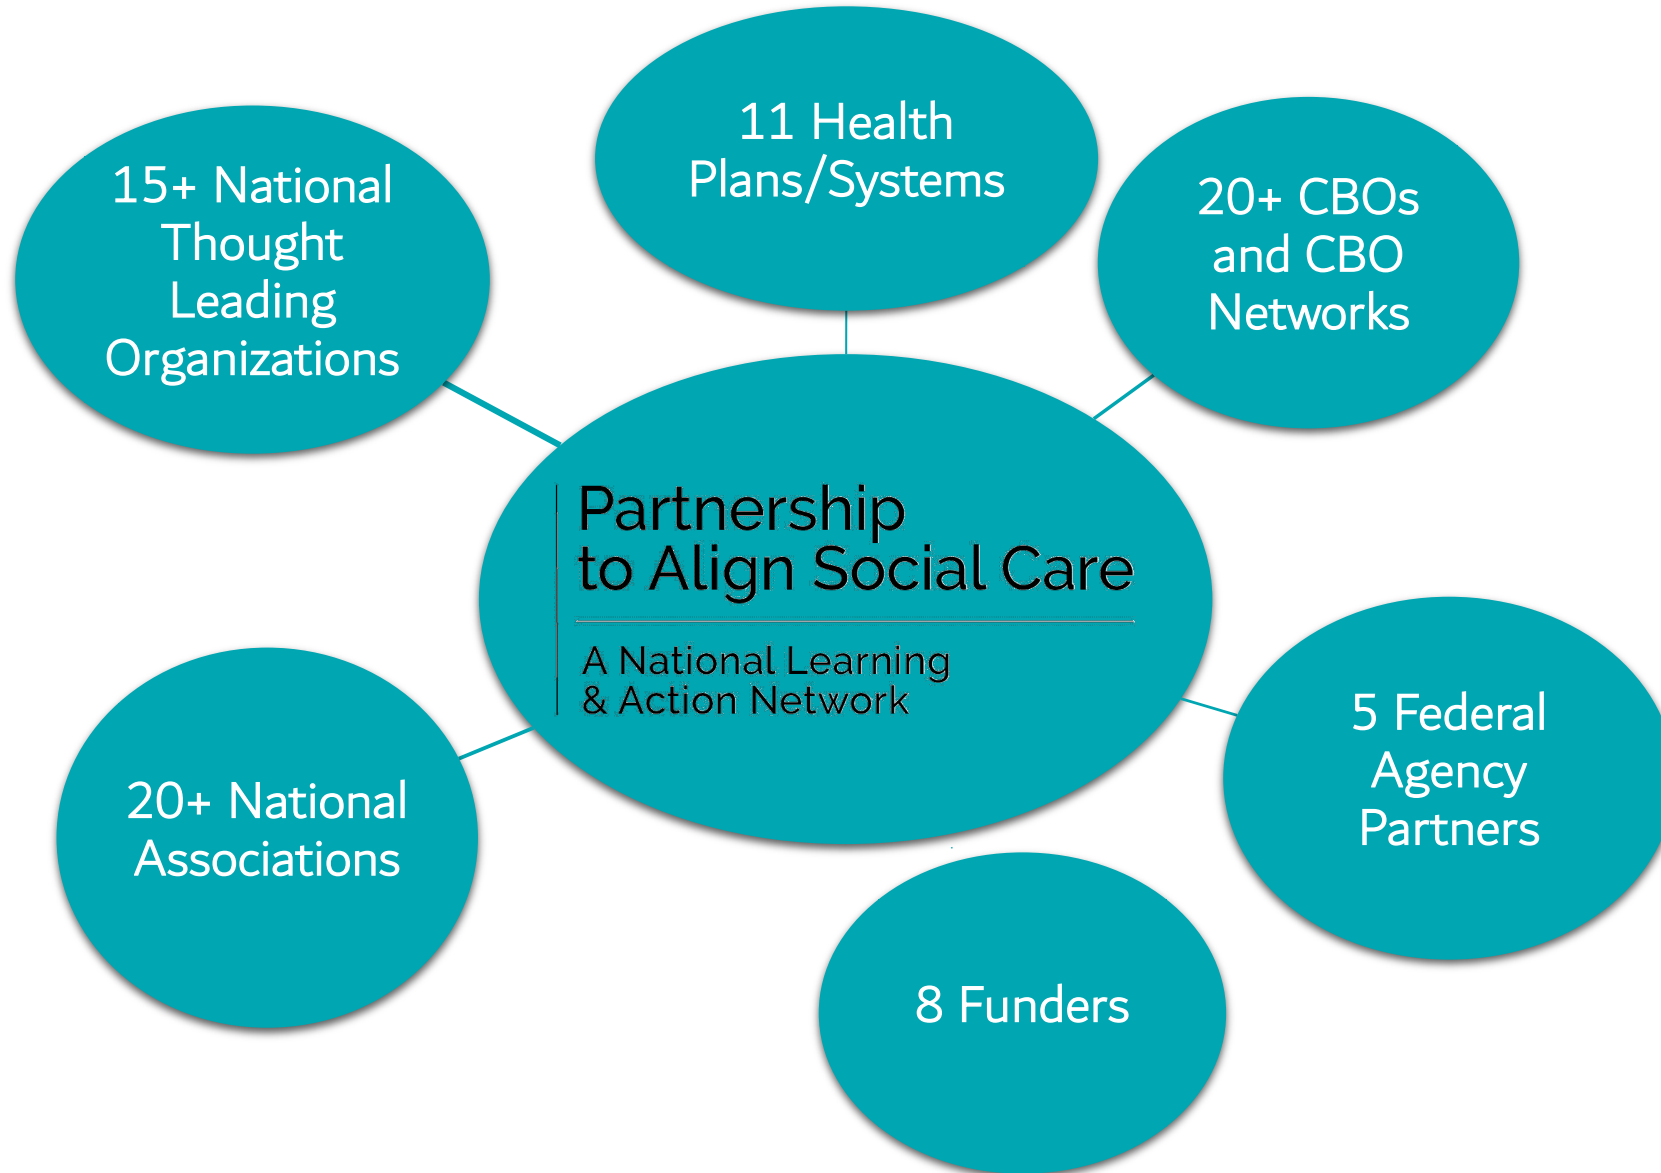 11 Health
Plans/Systems
15+ National
Thought
Leading
Organizations
20+ CBOs
and CBO
Networks
Partnership
to Align Social Care
A National Learning
& Action Network
5 Federal
Agency
Partners
20+ National
Associations
8 Funders